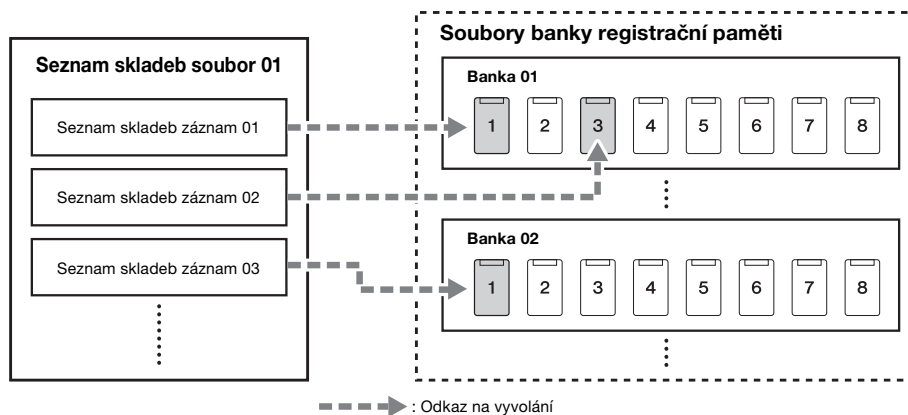 Seznam skladeb soubor 01
Seznam skladeb záznam 01
Seznam skladeb záznam 02
Seznam skladeb záznam 03
Soubory banky registrační paměti
Banka 01
1 2 3 4 5 6 7 8
Banka 02
1 2 3 4 5 6 7 8
: Odkaz na vyvolání